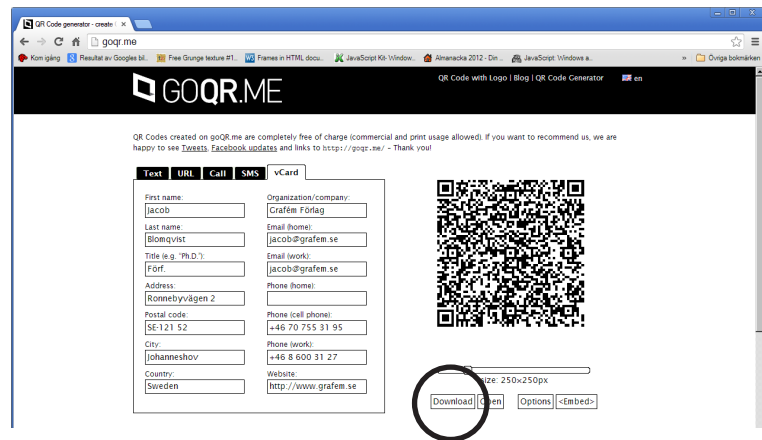 QR Code generator - create
goqr.me
Kom igång Resultat av Googles bil.. Free Grunge texture #1.. Frames in HTML docu.. JavaScript Kit- Window.. Almanacka 2012 - Din ... JavaScript: Windows a.. » Övriga bokmärken
GOQR.ME
QR Code with Logo | Blog | QR Code Generator en
QR Codes created on goQR.me are completely free of charge (commercial and print usage allowed). If you want to recommend us, we are
happy to see Tweets, Facebook updates and links to http://goqr.me/ - Thank you!
Text URL Call SMS vCard
First name:
Jacob
Last name:
Blomqvist
Title (e.g. "Ph.D."):
Förf.
Address:
Ronnebyvägen 2
Postal code:
SE-121 52
City:
Johanneshov
Country:
Sweden
Organization/company:
Grafém Förlag
Email (home):
jacob@grafem.se
Email (work):
jacob@grafem.se
Phone (home):
Phone (cell phone):
+46 70 755 31 95
Phone (work):
+46 8 600 31 27
Website:
http://www.grafem.se
size: 250×250px
Download Open Options <Embed>